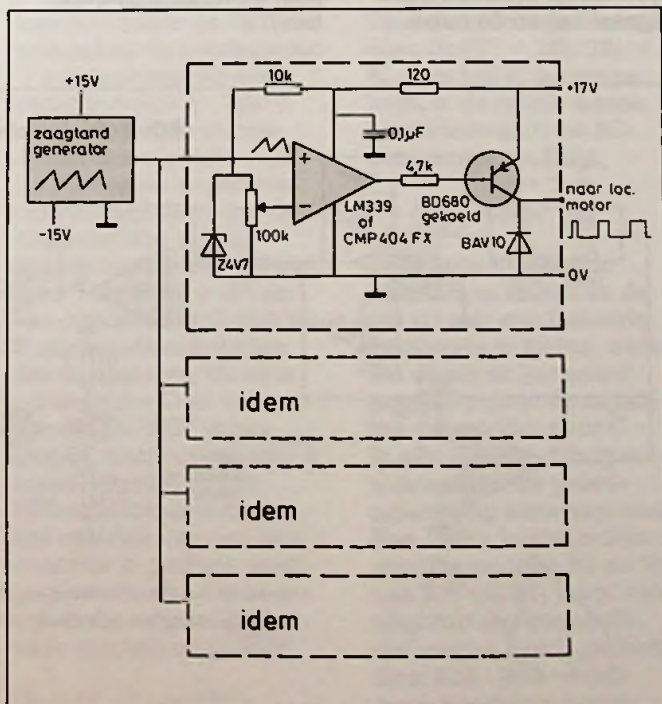 +15V
zaagtand
generator
-15V
10k
120
+17V
0,1µF
+
-
4,7k
LM339
of
CMP404 FX
BD680
gekoeld
naar loc.
motor
100k
Z4V7
BAV10
0V
idem
idem
idem